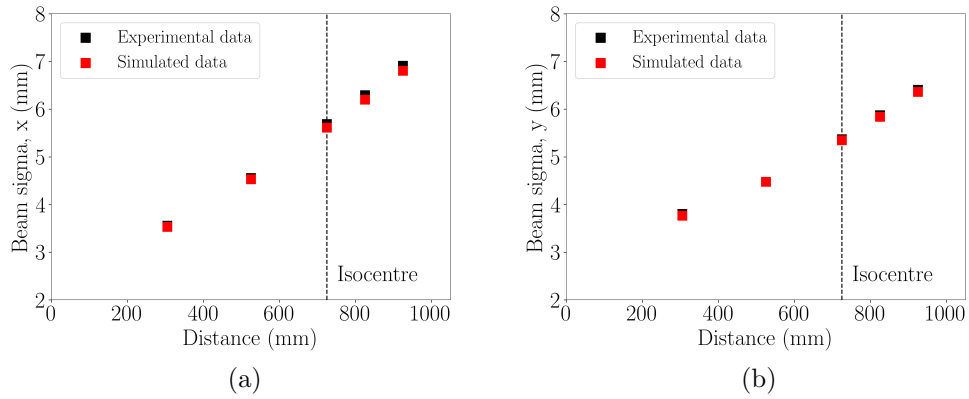 8
7
6
5
4
3
2
Beam sigma, x (mm)
Experimental data
Simulated data
Isocentre
0 200 400 600 800 1000
Distance (mm)
(a)
8
7
6
5
4
3
2
Beam sigma, y (mm)
Experimental data
Simulated data
Isocentre
0 200 400 600 800 1000
Distance (mm)
(b)